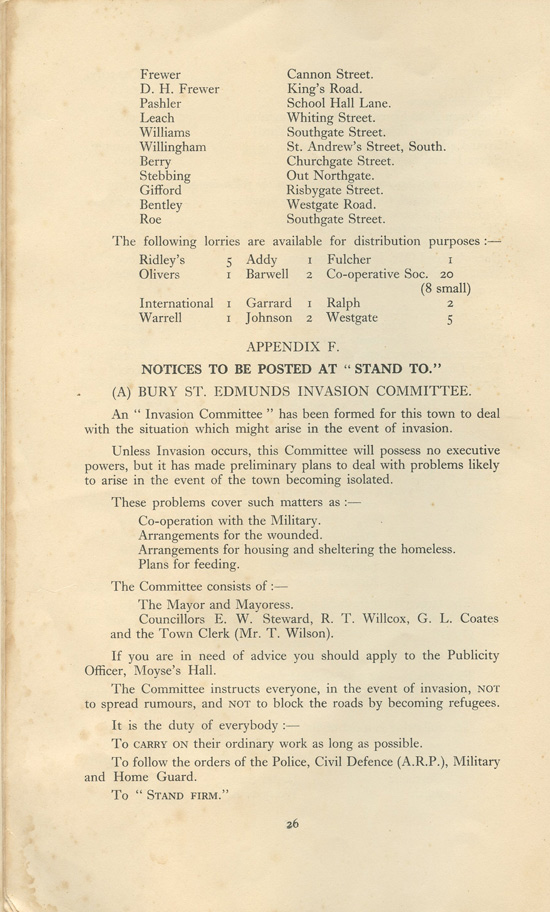 Frewer Cannon Street.
D. H. Frewer King's Road.
Pashler School Hall Lane.
Leach Whiting Street.
Williams Southgate Street.
Willingham St. Andrew's Street, South.
Berry Churchgate Street.
Stebbing Out Northgate.
Gifford Risbygate Street.
Bentley Westgate Road.
Roe Southgate Street.
The following lorries are available for distribution purposes :—
Ridley's 5 Addy 1 Fulcher 1
Olivers 1 Barwell 2 Co-operative Soc. 20
(8 small)
International 1 Garrard 1 Ralph 2
Warrell 1 Johnson 2 Westgate 5
APPENDIX F.
NOTICES TO BE POSTED AT "STAND TO."
(A) BURY ST. EDMUNDS INVASION COMMITTEE.
An "Invasion Committee" has been formed for this town to deal
with the situation which might arise in the event of invasion.
Unless Invasion occurs, this Committee will possess no executive
powers, but it has made preliminary plans to deal with problems likely
to arise in the event of the town becoming isolated.
These problems cover such matters as :—
Co-operation with the Military.
Arrangements for the wounded.
Arrangements for housing and sheltering the homeless.
Plans for feeding.
The Committee consists of :—
The Mayor and Mayoress.
Councillors E. W. Steward, R. T. Willcox, G. L. Coates
and the Town Clerk (Mr. T. Wilson).
If you are in need of advice you should apply to the Publicity
Officer, Moyse's Hall.
The Committee instructs everyone, in the event of invasion, NOT
to spread rumours, and NOT to block the roads by becoming refugees.
It is the duty of everybody :—
To CARRY ON their ordinary work as long as possible.
To follow the orders of the Police, Civil Defence (A.R.P.), Military
and Home Guard.
To "STAND FIRM."
26